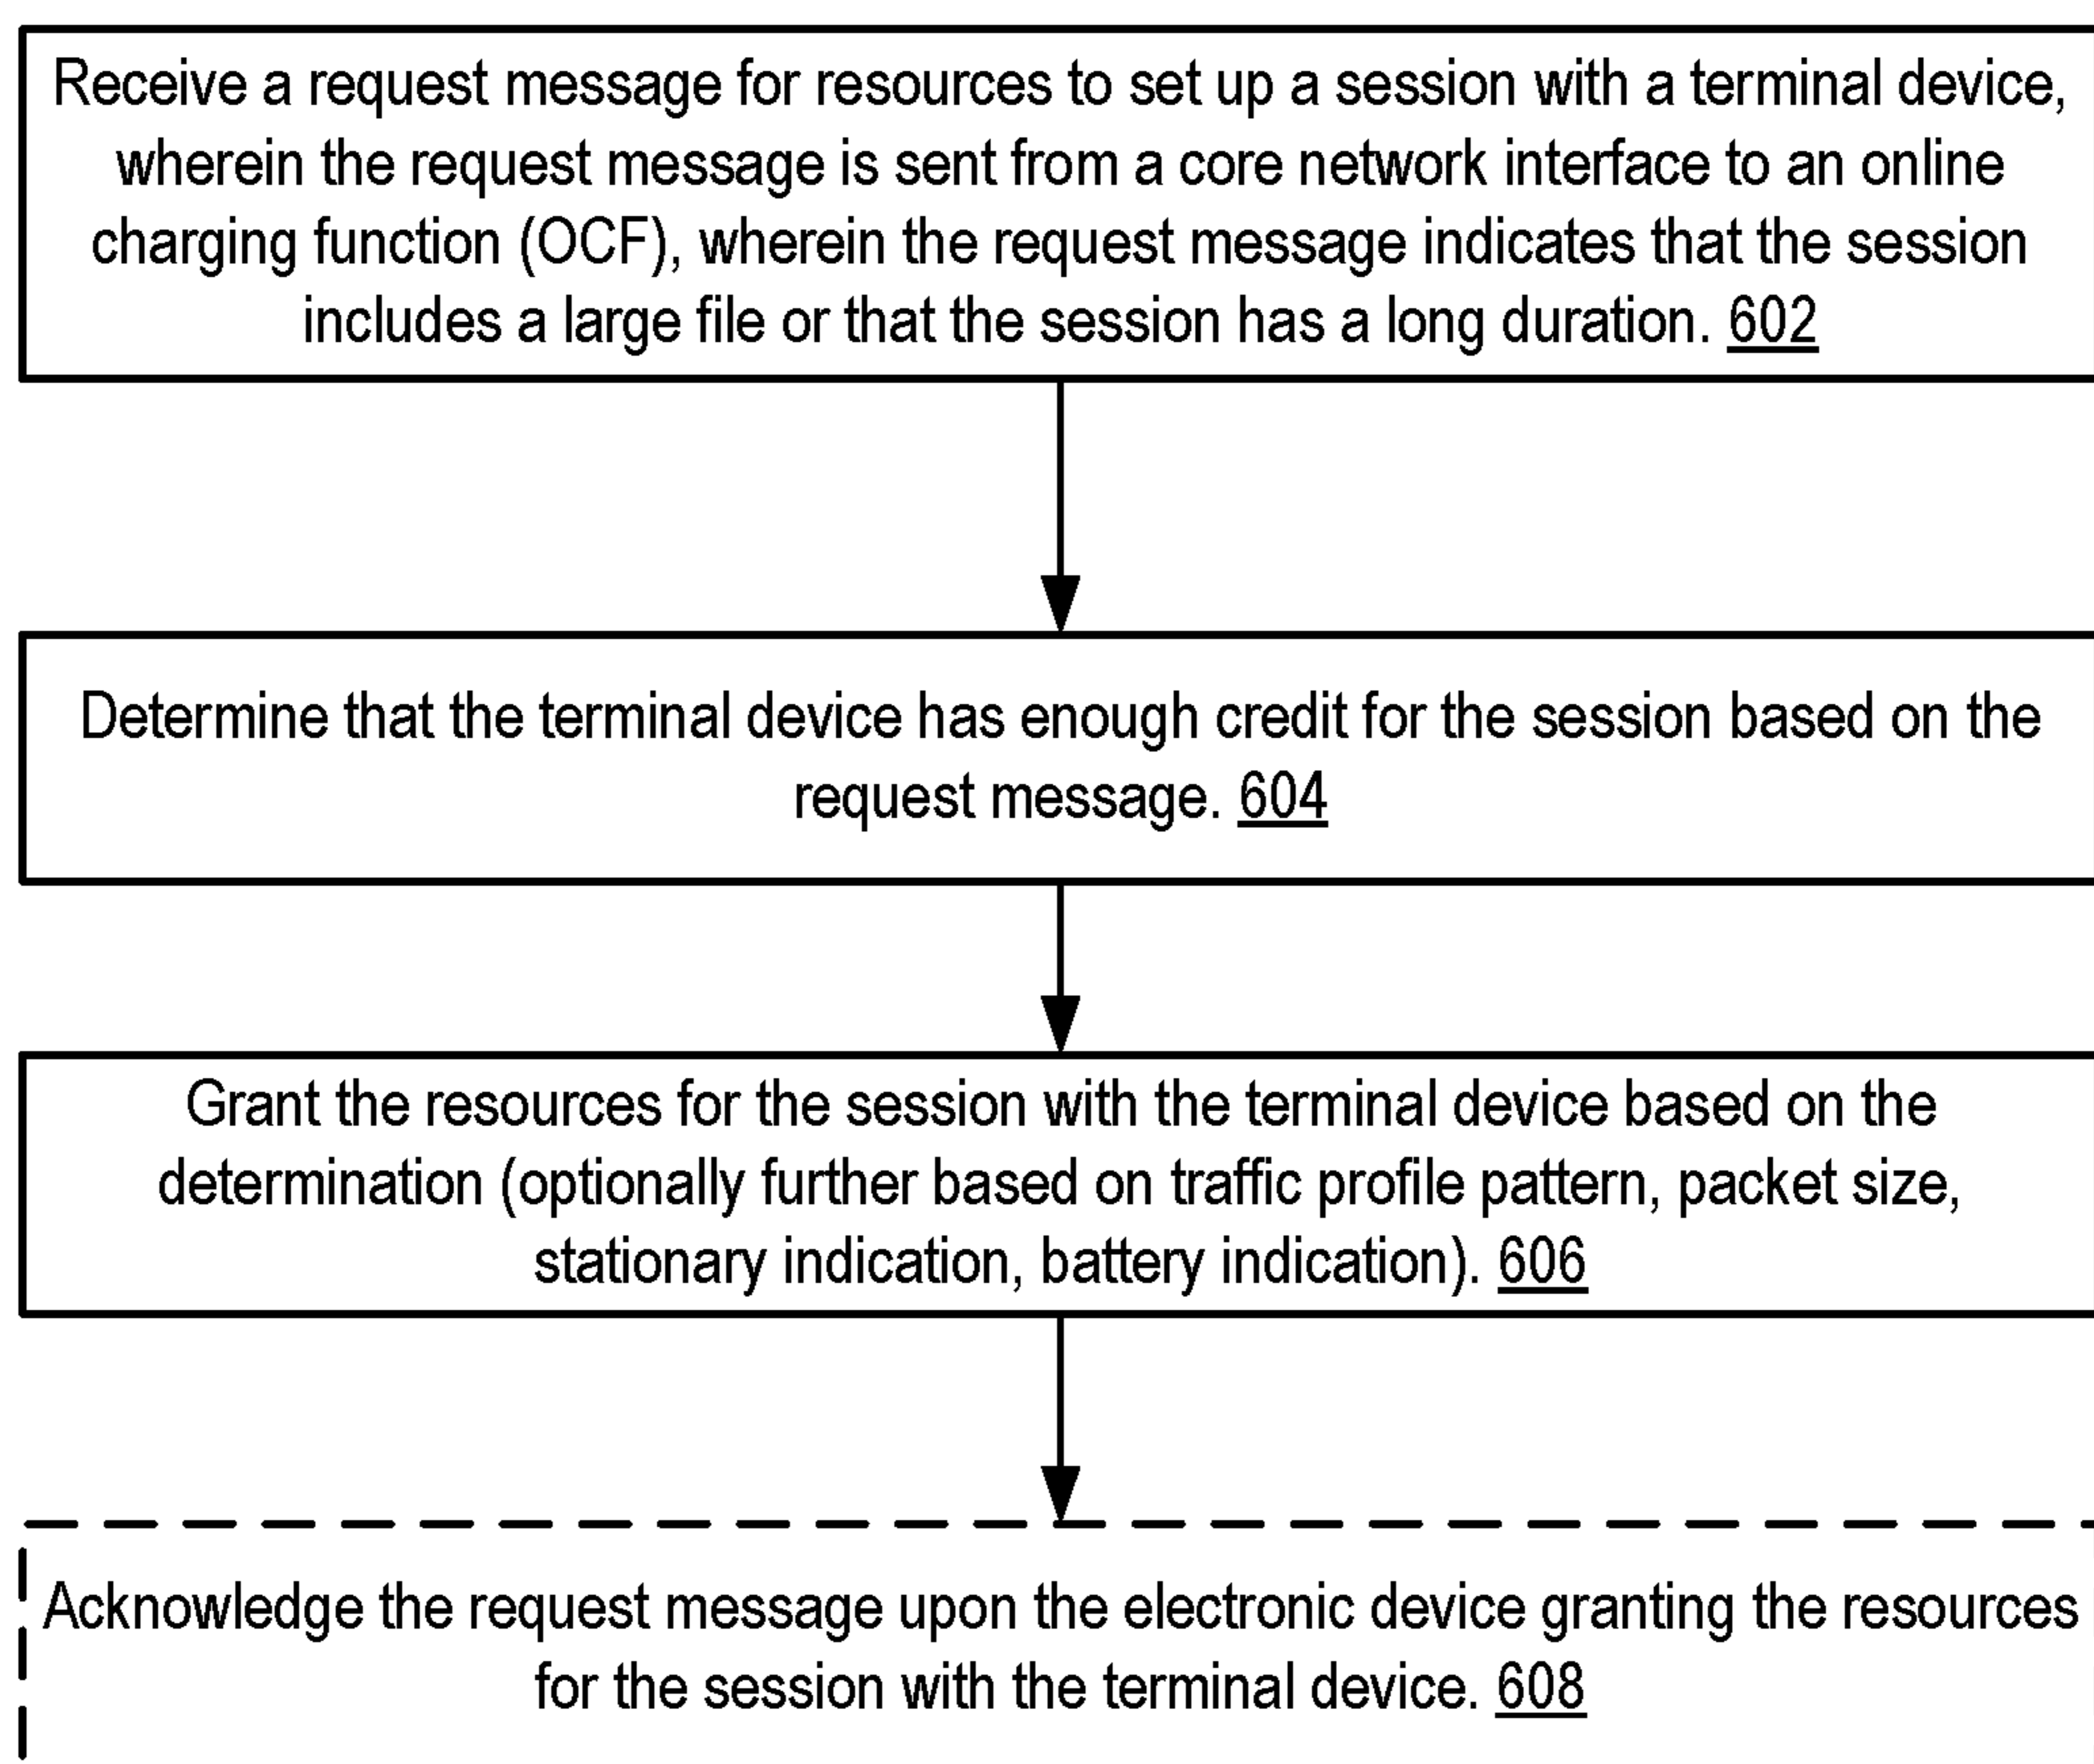 Receive a request message for resources to set up a session with a terminal device,
wherein the request message is sent from a core network interface to an online
charging function (OCF), wherein the request message indicates that the session
includes a large file or that the session has a long duration. 602
Determine that the terminal device has enough credit for the session based on the
request message. 604
Grant the resources for the session with the terminal device based on the
determination (optionally further based on traffic profile pattern, packet size,
stationary indication, battery indication). 606
Acknowledge the request message upon the electronic device granting the resources
for the session with the terminal device. 608